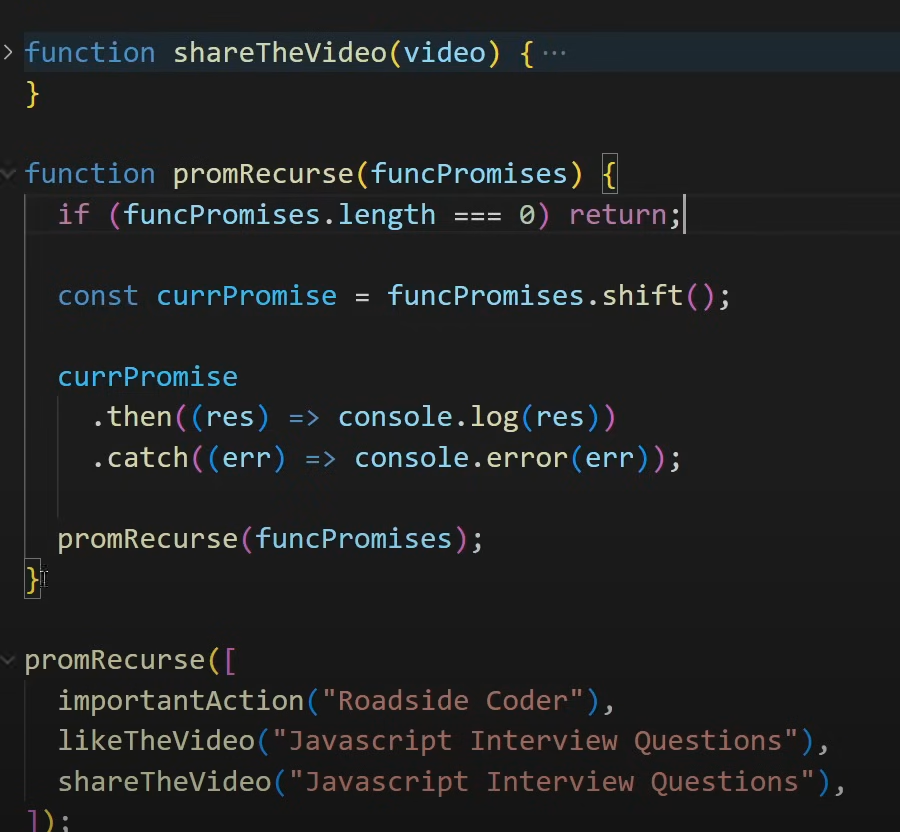 function shareTheVideo(video) {···
}
function promRecurse(funcPromises) {
if (funcPromises.length === 0) return;
const currPromise = funcPromises.shift();
currPromise
.then((res) => console.log(res))
.catch((err) => console.error(err));
promRecurse(funcPromises);
}
promRecurse([
importantAction("Roadside Coder"),
likeTheVideo("Javascript Interview Questions"),
shareTheVideo("Javascript Interview Questions"),
]);